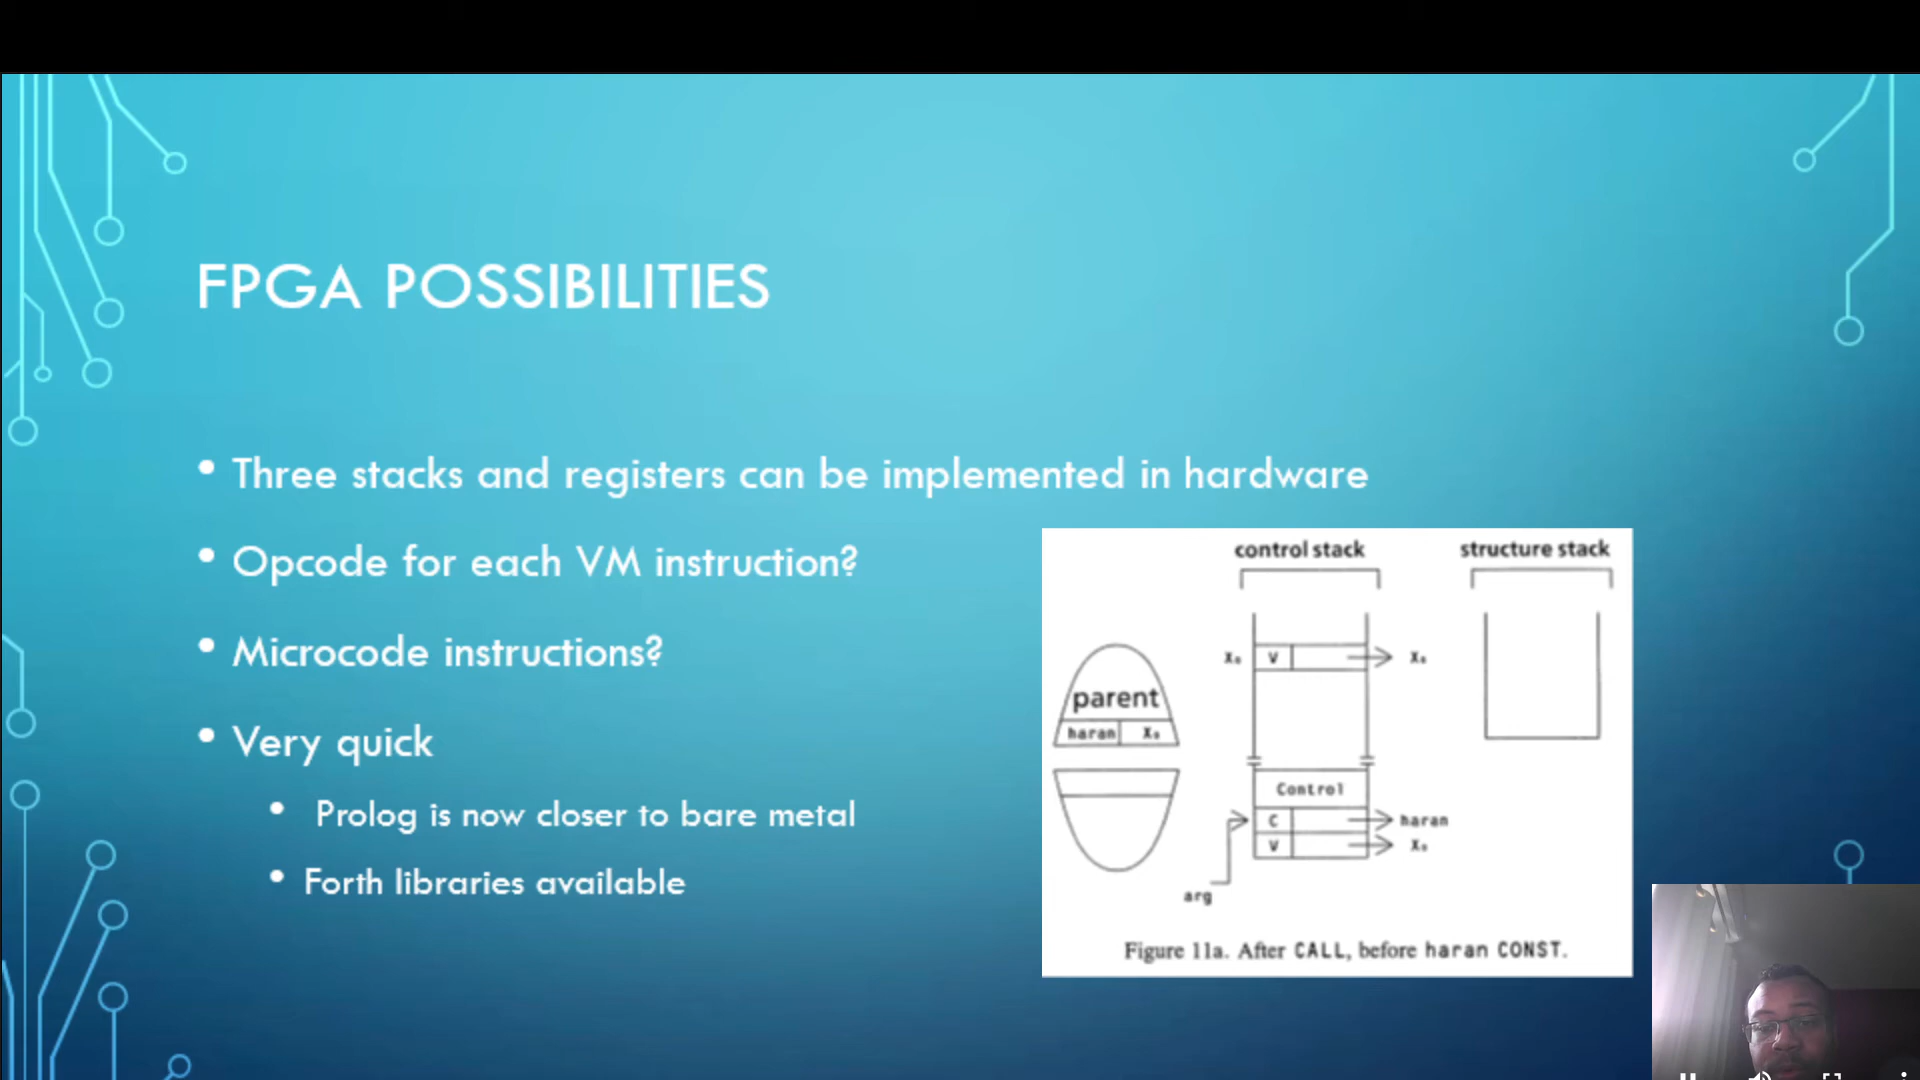 FPGA POSSIBILITIES
• Three stacks and registers can be implemented in hardware
• Opcode for each VM instruction?
• Microcode instructions?
• Very quick
• Prolog is now closer to bare metal
• Forth libraries available
control stack structure stack
X₀ V X₀
parent
haran X₀
Control
C haran
V X₀
arg
Figure 11a. After CALL, before haran CONST.